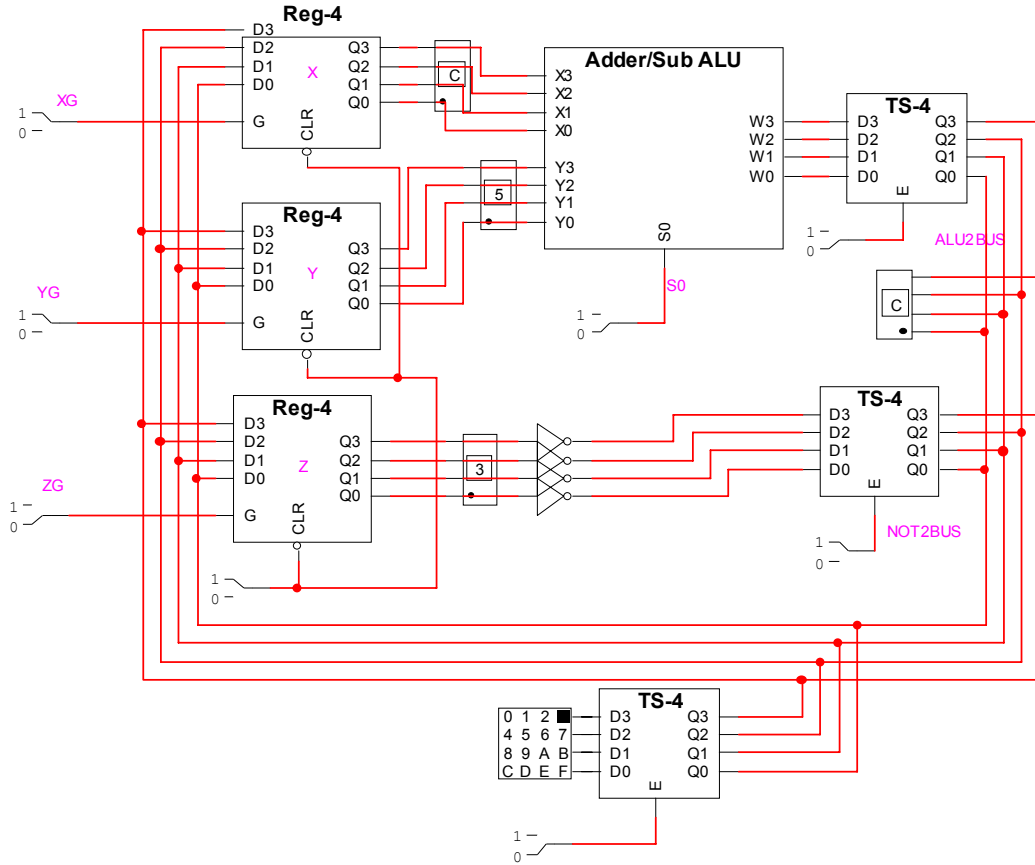 Reg-4
D3
D2
D1
D0
X
Q3
Q2
Q1
Q0
G
CLR
XG
1
0
C
Adder/Sub ALU
X3
X2
X1
X0
Y3
Y2
Y1
Y0
W3
W2
W1
W0
S0
S0
1
0
TS-4
D3
D2
D1
D0
Q3
Q2
Q1
Q0
E
1
0
ALU2BUS
5
Reg-4
D3
D2
D1
D0
Y
Q3
Q2
Q1
Q0
G
CLR
YG
1
0
C
Reg-4
D3
D2
D1
D0
Z
Q3
Q2
Q1
Q0
G
CLR
ZG
1
0
3
1
0
TS-4
D3
D2
D1
D0
Q3
Q2
Q1
Q0
E
NOT2BUS
1
0
TS-4
0 1 2
4 5 6 7
8 9 A B
C D E F
D3
D2
D1
D0
Q3
Q2
Q1
Q0
E
1
0